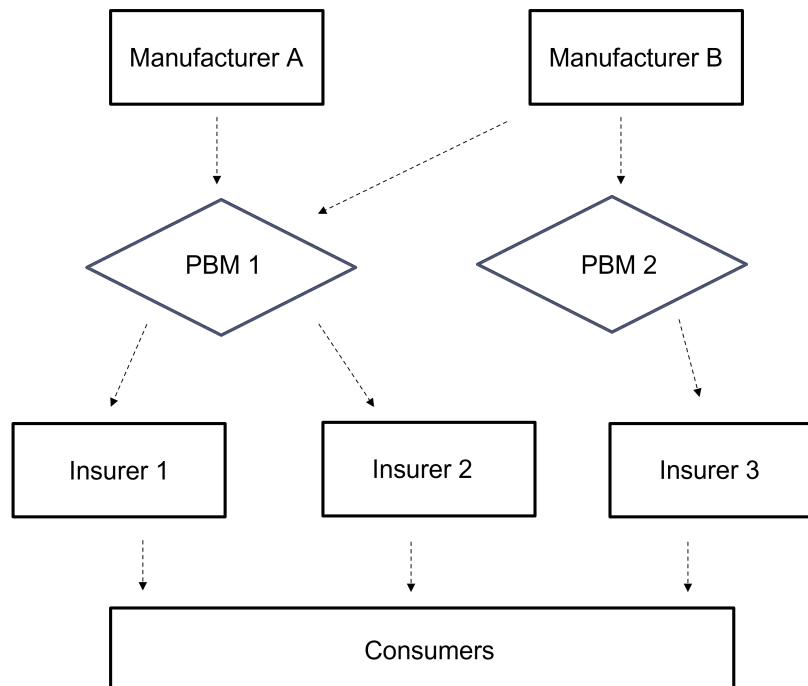 Manufacturer A
Manufacturer B
PBM 1
PBM 2
Insurer 1
Insurer 2
Insurer 3
Consumers